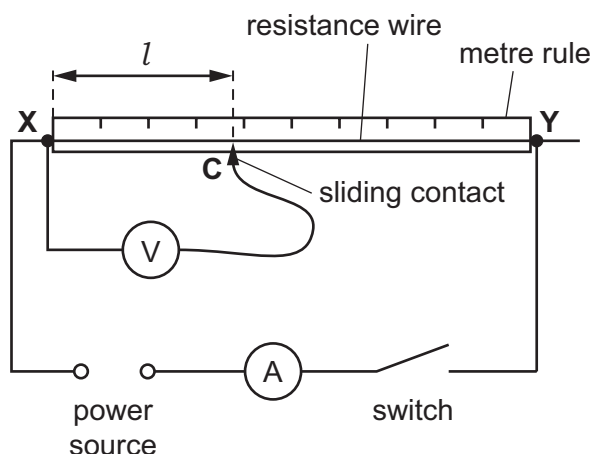 resistance wire
l
metre rule
X
Y
C
sliding contact
V
A
power
source
switch